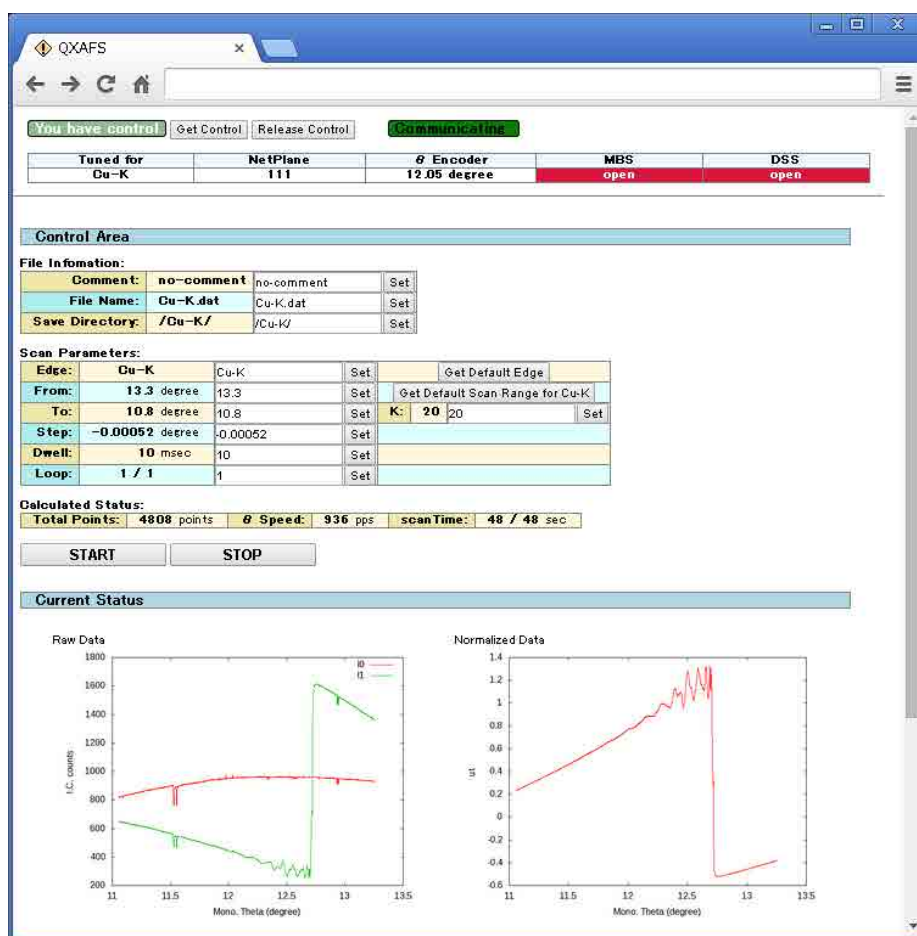 QXAFS
You have control Get Control Release Control Communicating
Tuned for NetPlane θ Encoder MBS DSS
Cu-K 111 12.05 degree open open
Control Area
File Infomation:
Comment: no-comment no-comment Set
File Name: Cu-K.dat Cu-K.dat Set
Save Directory: /Cu-K/ /Cu-K/ Set
Scan Parameters:
Edge: Cu-K Cu-K Set Get Default Edge
From: 13.3 degree 13.3 Set Get Default Scan Range for Cu-K
To: 10.8 degree 10.8 Set K: 20 20 Set
Step: -0.00052 degree -0.00052 Set
Dwell: 10 msec 10 Set
Loop: 1 / 1 1 Set
Calculated Status:
Total Points: 4808 points θ Speed: 936 pps scanTime: 48 / 48 sec
START STOP
Current Status
Raw Data
1800
1600
1400
1200
1000
800
600
400
200
I.C. counts
I0
I1
11 11.5 12 12.5 13 13.5
Mono. Theta (degree)
Normalized Data
1.4
1.2
1
0.8
0.6
0.4
0.2
0
-0.2
-0.4
-0.6
ut
11 11.5 12 12.5 13 13.5
Mono. Theta (degree)